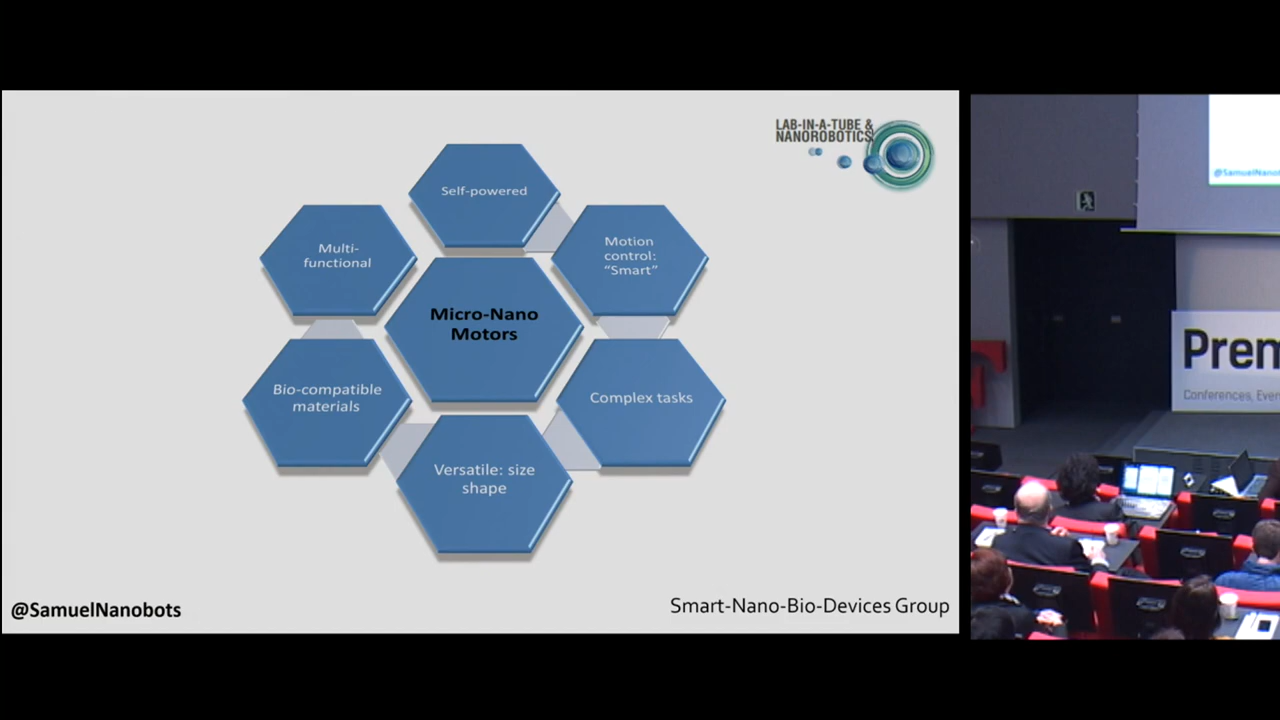 LAB-IN-A-TUBE &
NANOROBOTICS
Self-powered
Multi-
functional
Motion
control:
“Smart”
Micro-Nano
Motors
Bio-compatible
materials
Complex tasks
Versatile: size
shape
@SamuelNanobots
Smart-Nano-Bio-Devices Group
@SamuelNanob
Prem
Conferences, Even